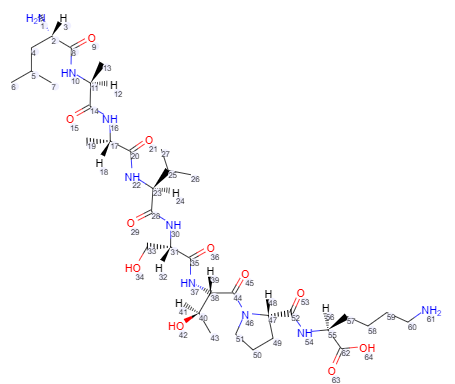 H₂N H
1 3
O
2 9
4 8
13
HN
5 10 H
6 7 11
12
14
O NH
15 16
O
19 17 21
20 27
H
18 25
HN 26
22
23 H
24
28
O NH
29 30
O
33 31 36
35
HO H
34 32
H O
39 45
HN
37
38 H O
41 44 48 53
H H NH₂
40 N 56 61
46 47 52 57 59
HO 58 60
42 HN
43 51 49 54 55
OH
50 62 64
O
63